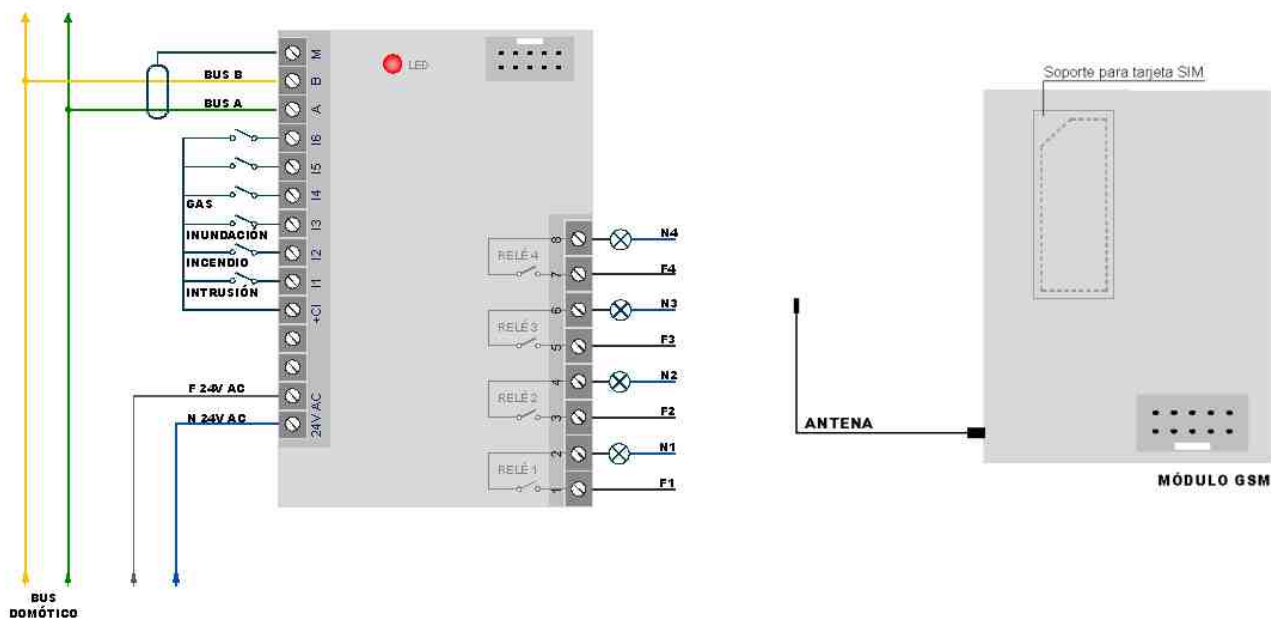 M
LED
BUS B
B
BUS A
A
I6
I5
I4
GAS
I3
INUNDACIÓN
I2
INCENDIO
I1
INTRUSIÓN
+CI
F 24V AC
N 24V AC
24V AC
8
N4
RELÉ 4
7
F4
6
N3
RELÉ 3
5
F3
4
N2
RELÉ 2
3
F2
2
N1
RELÉ 1
1
F1
BUS
DOMÓTICO
Soporte para tarjeta SIM
ANTENA
MÓDULO GSM